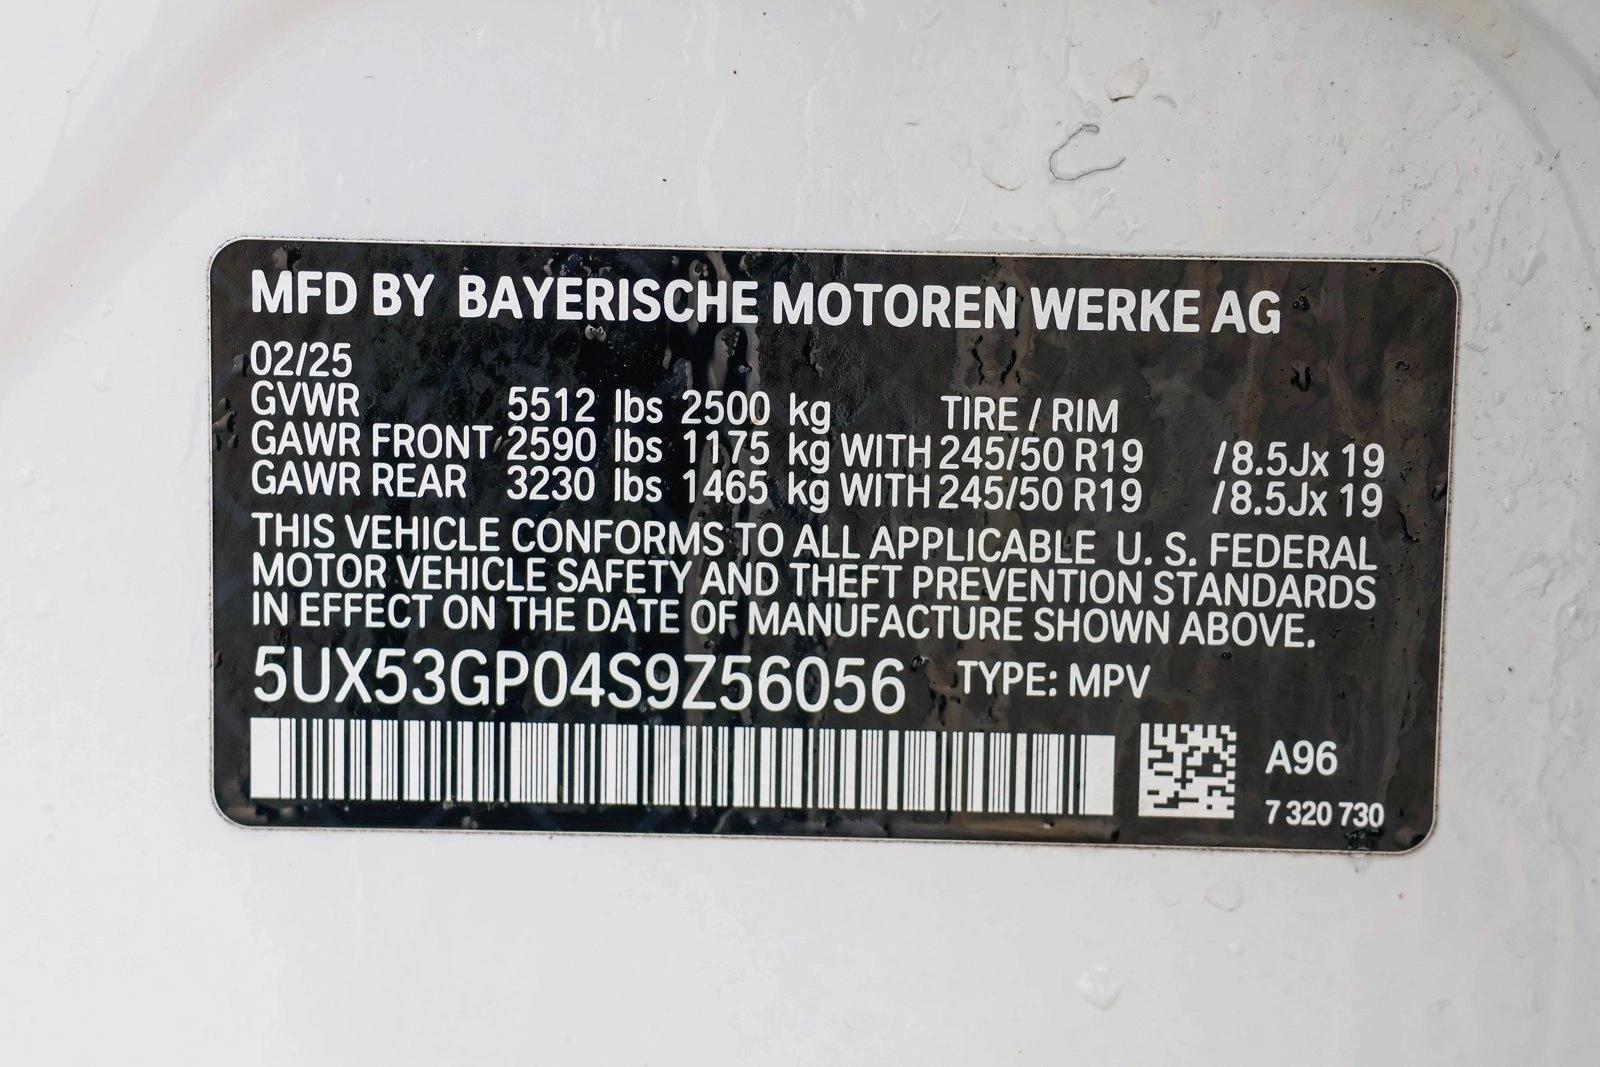 MFD BY BAYERISCHE MOTOREN WERKE AG
02/25
GVWR 5512 lbs 2500 kg TIRE / RIM
GAWR FRONT 2590 lbs 1175 kg WITH 245/50 R19 /8.5Jx 19
GAWR REAR 3230 lbs 1465 kg WITH 245/50 R19 /8.5Jx 19
THIS VEHICLE CONFORMS TO ALL APPLICABLE U. S. FEDERAL
MOTOR VEHICLE SAFETY AND THEFT PREVENTION STANDARDS
IN EFFECT ON THE DATE OF MANUFACTURE SHOWN ABOVE.
5UX53GP04S9Z56056 TYPE: MPV
A96
7 320 730